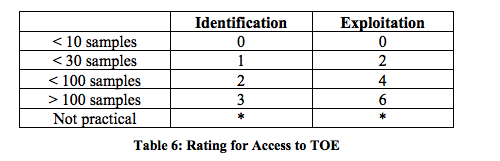 Identification Exploitation
< 10 samples 0 0
< 30 samples 1 2
< 100 samples 2 4
> 100 samples 3 6
Not practical * *
Table 6: Rating for Access to TOE